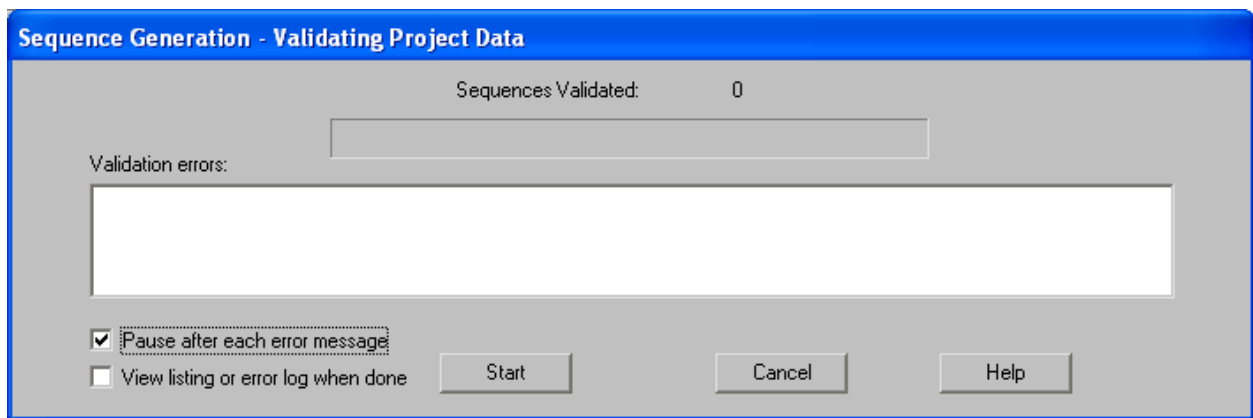 Sequence Generation - Validating Project Data
Sequences Validated: 0
Validation errors:
Pause after each error message
View listing or error log when done
Start Cancel Help